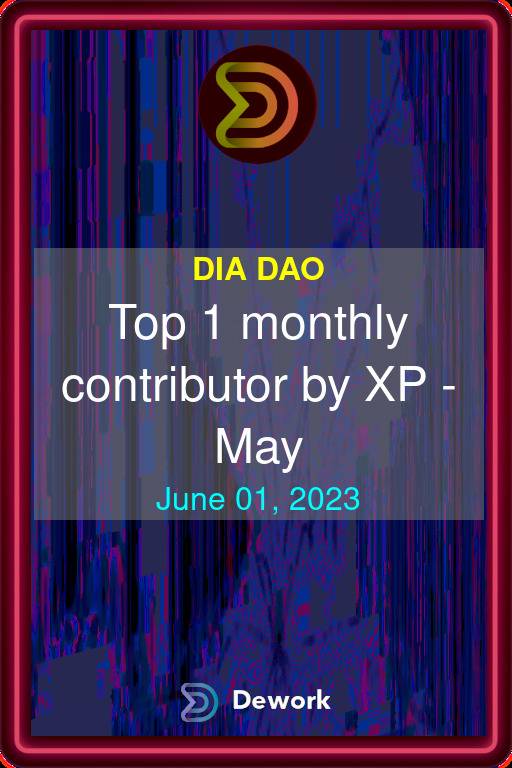 DIA DAO
Top 1 monthly
contributor by XP -
May
June 01, 2023
Dework